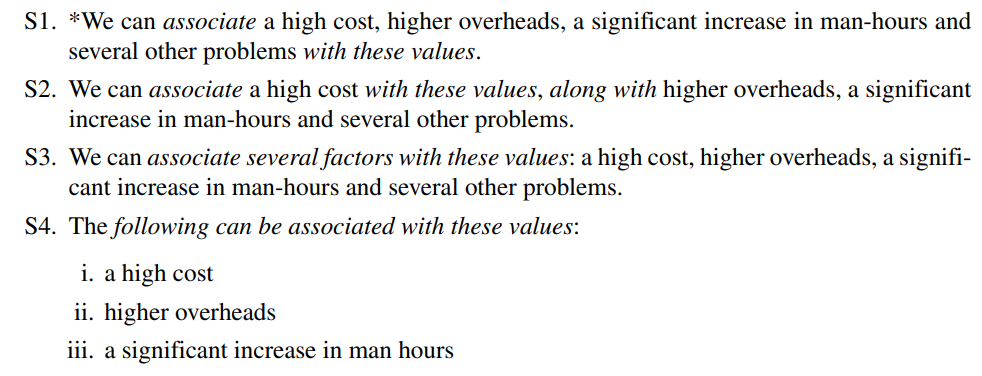 S1. *We can associate a high cost, higher overheads, a significant increase in man-hours and
several other problems with these values.
S2. We can associate a high cost with these values, along with higher overheads, a significant
increase in man-hours and several other problems.
S3. We can associate several factors with these values: a high cost, higher overheads, a signifi-
cant increase in man-hours and several other problems.
S4. The following can be associated with these values:
i. a high cost
ii. higher overheads
iii. a significant increase in man hours